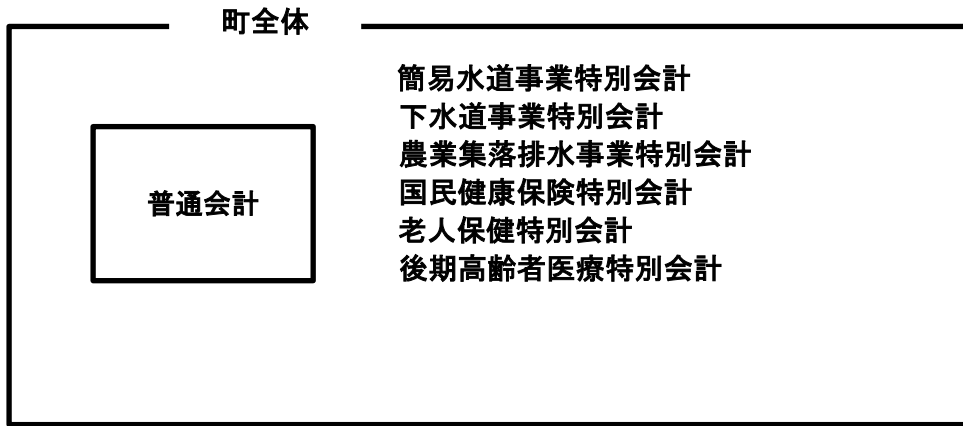 町全体
簡易水道事業特別会計
下水道事業特別会計
農業集落排水事業特別会計
国民健康保険特別会計
老人保健特別会計
後期高齢者医療特別会計
普通会計